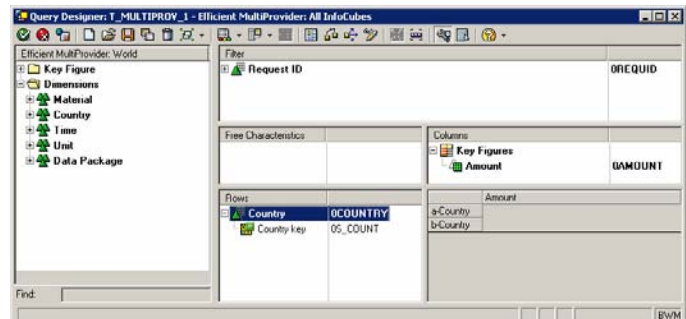 Query Designer: T_MULTIPROV_1 - Efficient MultiProvider: All InfoCubes
Efficient MultiProvider: World
Key Figure
Dimensions
Material
Country
Time
Unit
Data Package
Find:
Filter
Request ID 0REQUID
Free Characteristics
Columns
Key Figures
Amount 0AMOUNT
Rows
Country 0COUNTRY
Country key 0S_COUNT
Amount
a-Country
b-Country
BWM